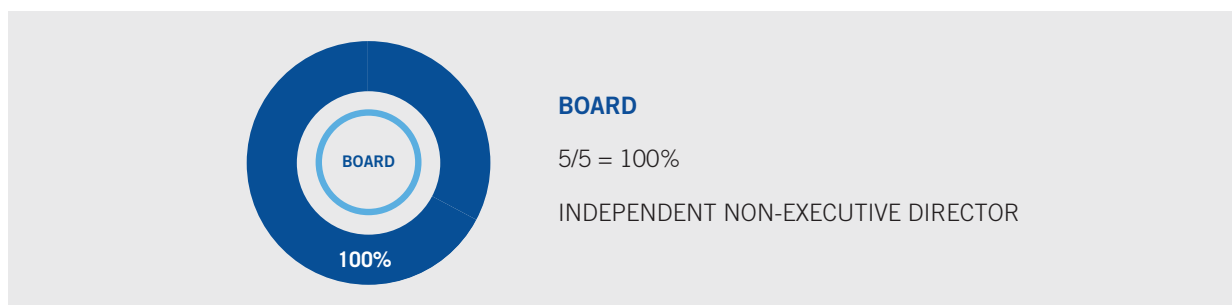 BOARD
100%
BOARD
5/5 = 100%
INDEPENDENT NON-EXECUTIVE DIRECTOR